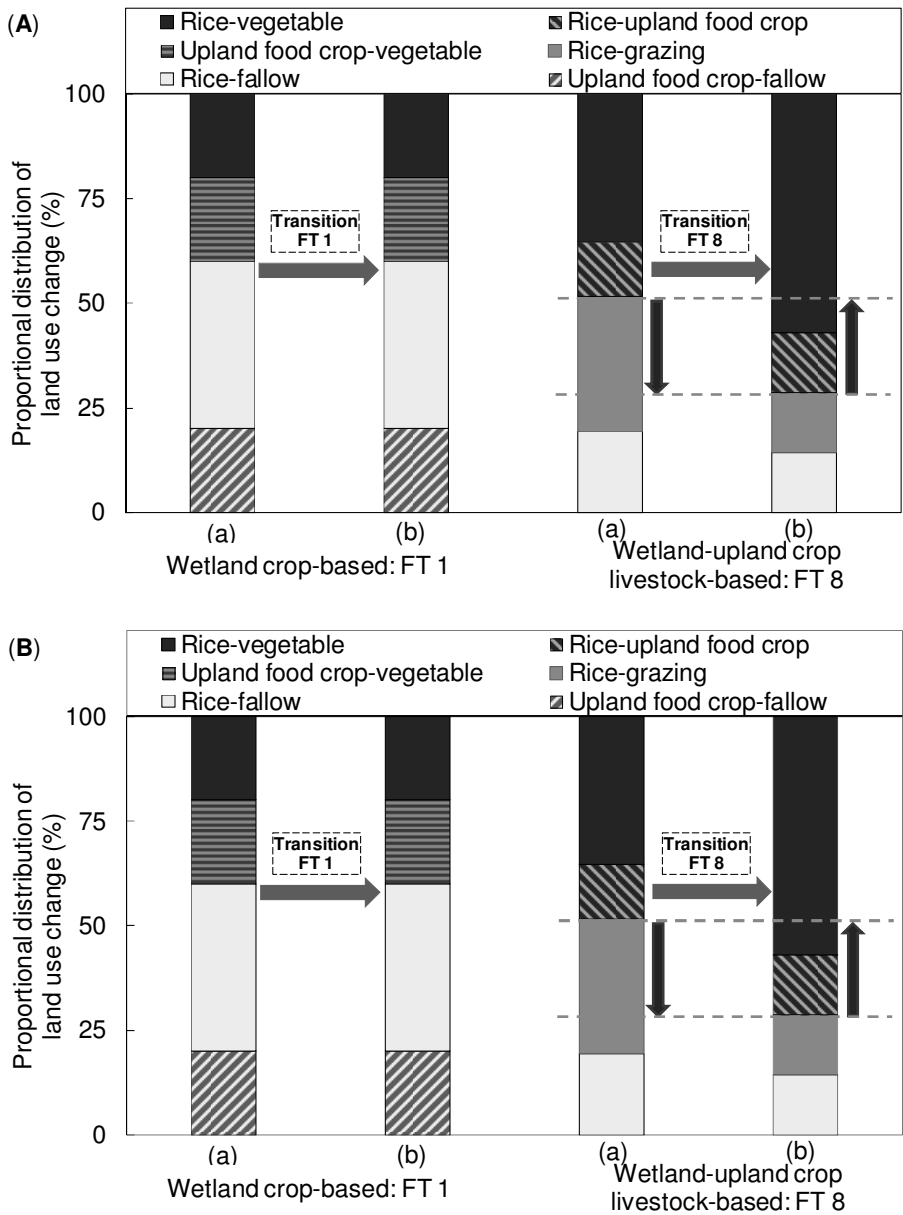 (A)
Rice-vegetable Rice-upland food crop
Upland food crop-vegetable Rice-grazing
Rice-fallow Upland food crop-fallow
Proportional distribution of
land use change (%)
100
75
50
25
0
Transition
FT 1
Transition
FT 8
(a) (b) (a) (b)
Wetland crop-based: FT 1
Wetland-upland crop
livestock-based: FT 8
(B)
Rice-vegetable Rice-upland food crop
Upland food crop-vegetable Rice-grazing
Rice-fallow Upland food crop-fallow
Proportional distribution of
land use change (%)
100
75
50
25
0
Transition
FT 1
Transition
FT 8
(a) (b) (a) (b)
Wetland crop-based: FT 1
Wetland-upland crop
livestock-based: FT 8